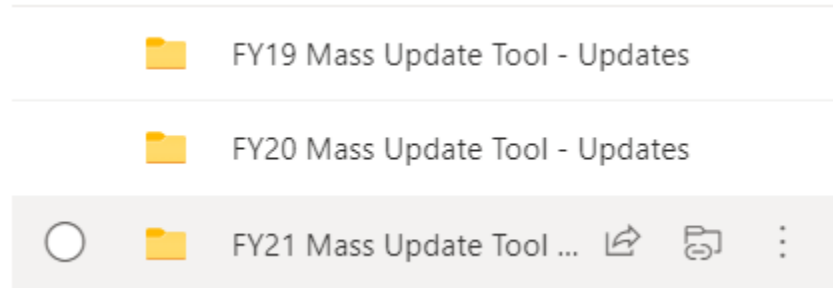 FY19 Mass Update Tool - Updates
FY20 Mass Update Tool - Updates
FY21 Mass Update Tool ...